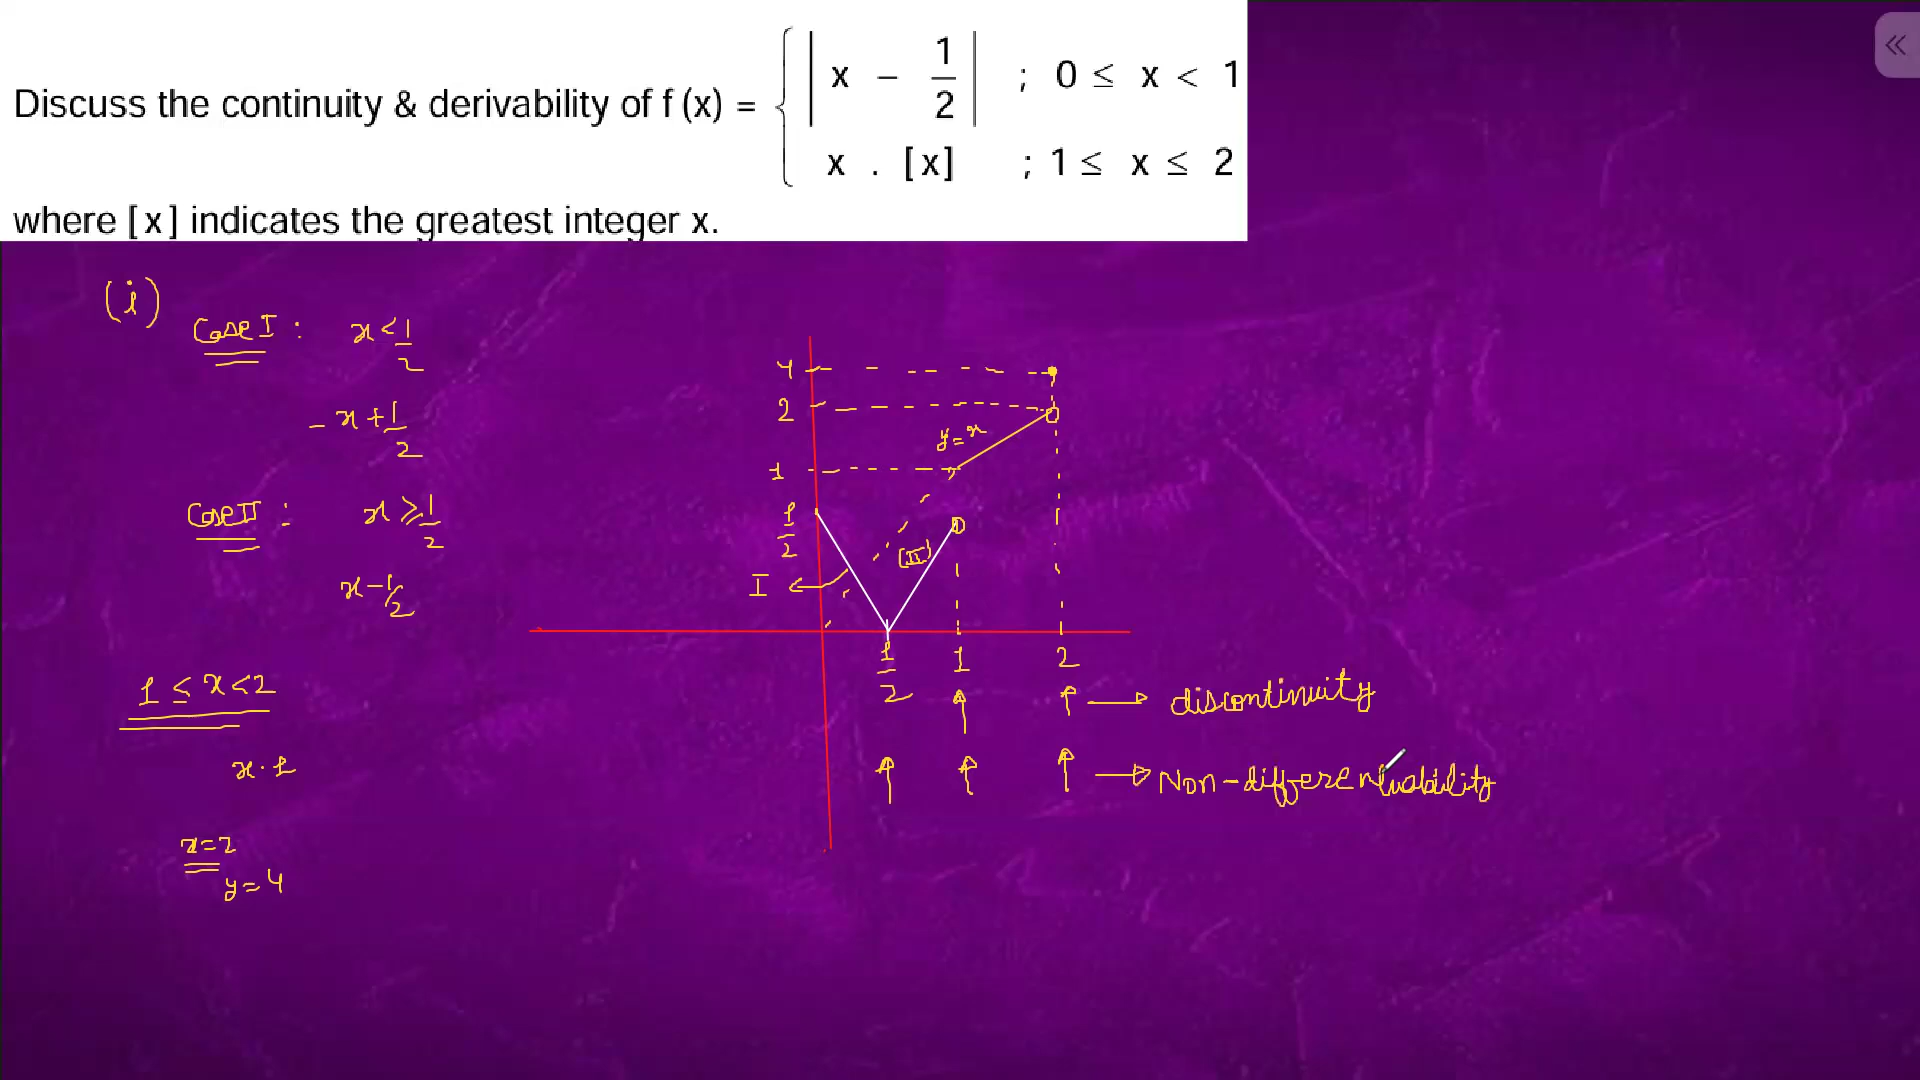 Discuss the continuity & derivability of f (x) = { | x − 1/2 | ; 0 ≤ x < 1
x . [x] ; 1 ≤ x ≤ 2
where [x] indicates the greatest integer x.
(i)
Case I : x < 1/2
- x + 1/2
Case II : x ≥ 1/2
x - 1/2
1 ≤ x < 2
x . 1
x = 2
y = 4
4
2
y = x
1
1/2
(II)
I
1/2 1 2
→ discontinuity
→ Non-differentiability